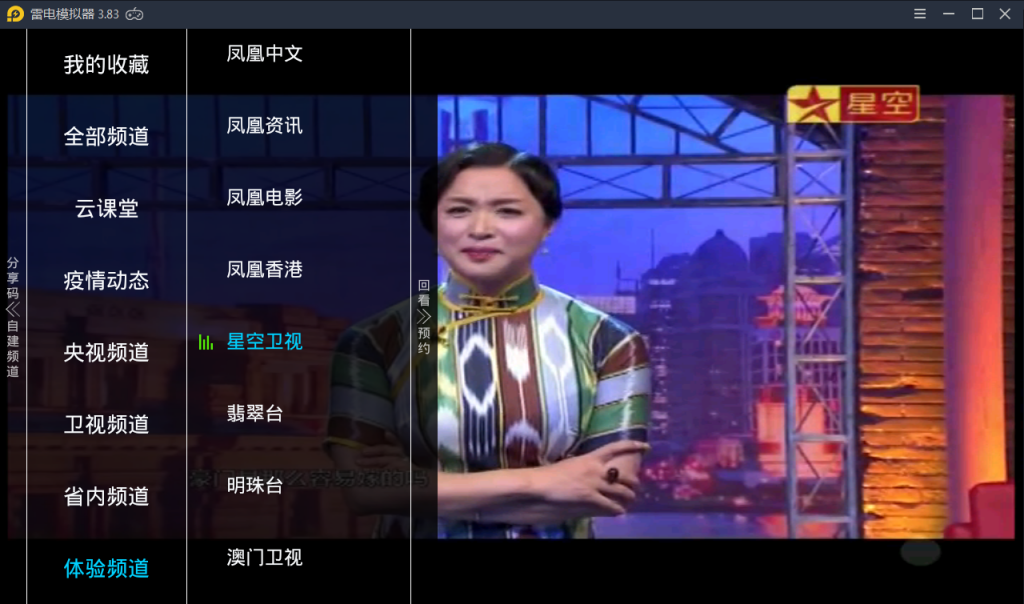 雷电模拟器 3.83
我的收藏
全部频道
云课堂
疫情动态
央视频道
卫视频道
省内频道
体验频道
分享码
自建频道
凤凰中文
凤凰资讯
凤凰电影
凤凰香港
星空卫视
翡翠台
明珠台
澳门卫视
回看
预约
星空